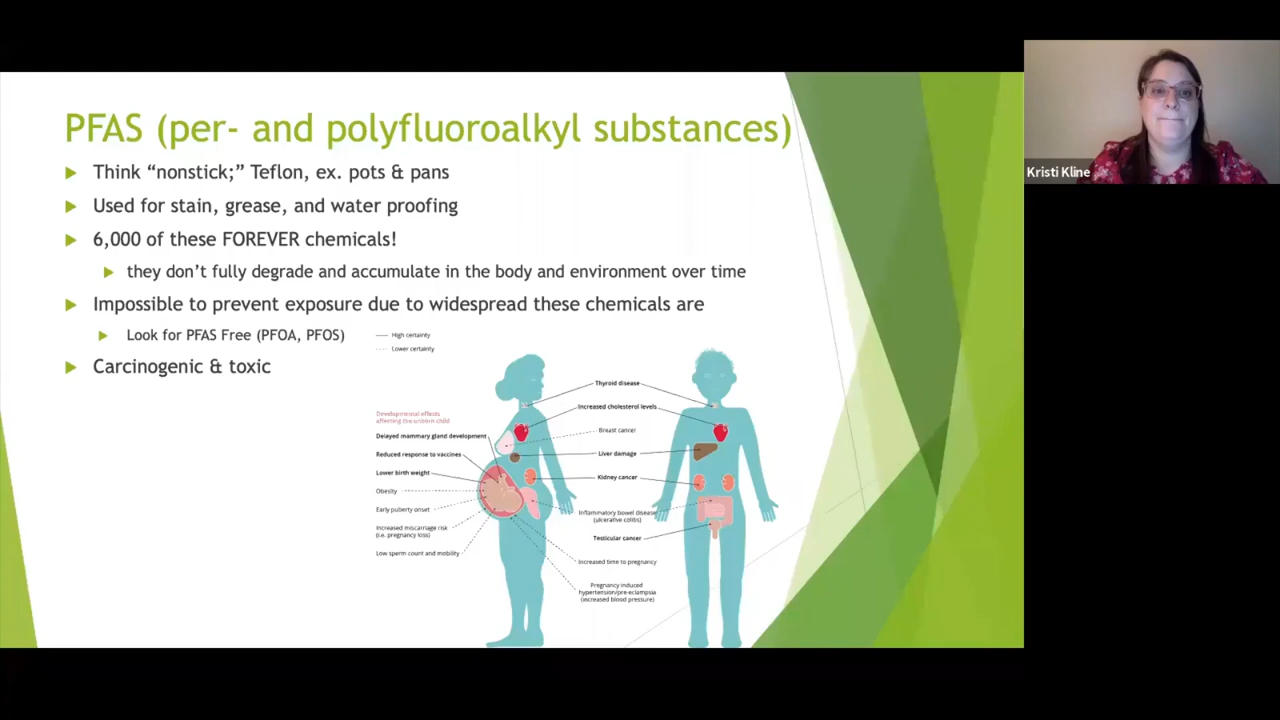 PFAS (per- and polyfluoroalkyl substances)
Think “nonstick;” Teflon, ex. pots & pans
Used for stain, grease, and water proofing
6,000 of these FOREVER chemicals!
they don’t fully degrade and accumulate in the body and environment over time
Impossible to prevent exposure due to widespread these chemicals are
Look for PFAS Free (PFOA, PFOS)
Carcinogenic & toxic
High certainty
Lower certainty
Developmental effects
affecting the unborn child
Delayed mammary gland development
Reduced response to vaccines
Lower birth weight
Obesity
Early puberty onset
Increased miscarriage risk
(i.e. pregnancy loss)
Low sperm count and mobility
Thyroid disease
Increased cholesterol levels
Breast cancer
Liver damage
Kidney cancer
Inflammatory bowel disease
(ulcerative colitis)
Testicular cancer
Increased time to pregnancy
Pregnancy induced
hypertension/pre-eclampsia
(increased blood pressure)
Kristi Kline